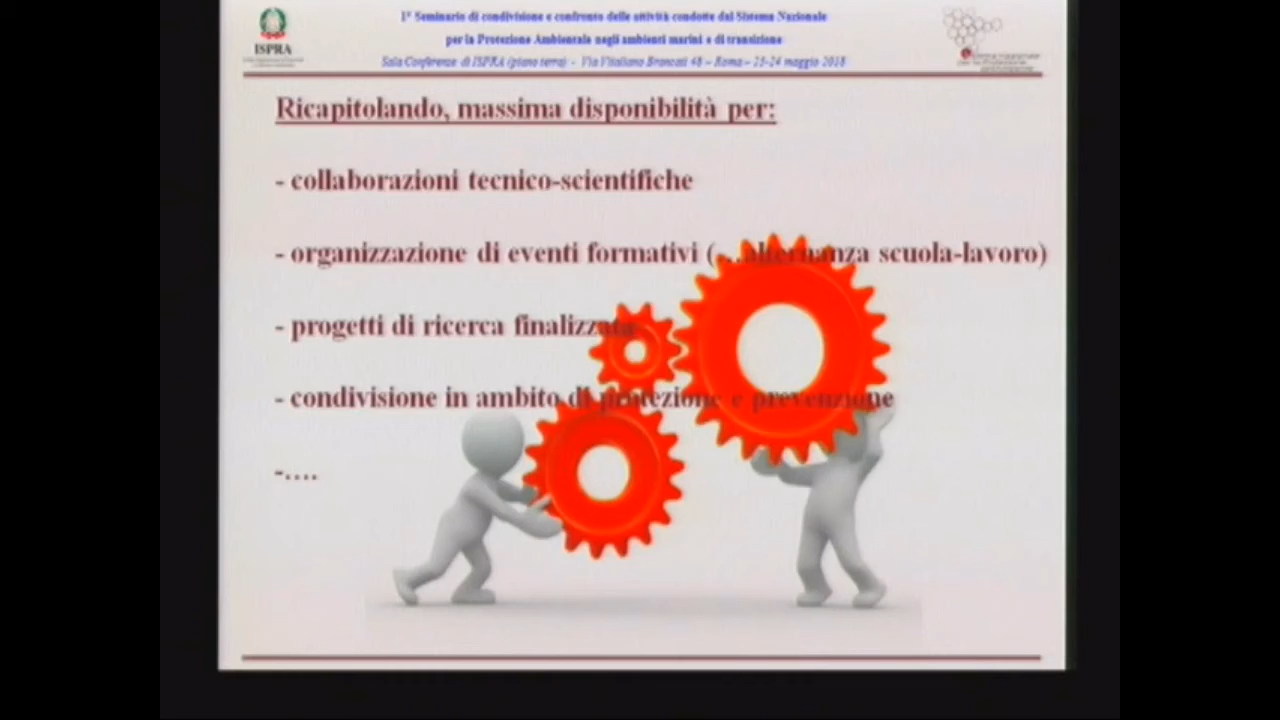 1° Seminario di condivisione e confronto delle attività condotte dal Sistema Nazionale
per la Protezione Ambientale negli ambienti marini e di transizione
Sala Conferenze di ISPRA (piano terra) - Via Vitaliano Brancati 48 – Roma – 23-24 maggio 2018
ISPRA
Ricapitolando, massima disponibilità per:
- collaborazioni tecnico-scientifiche
- organizzazione di eventi formativi (…alternanza scuola-lavoro)
- progetti di ricerca finalizzata
- condivisione in ambito di protezione e prevenzione
-….